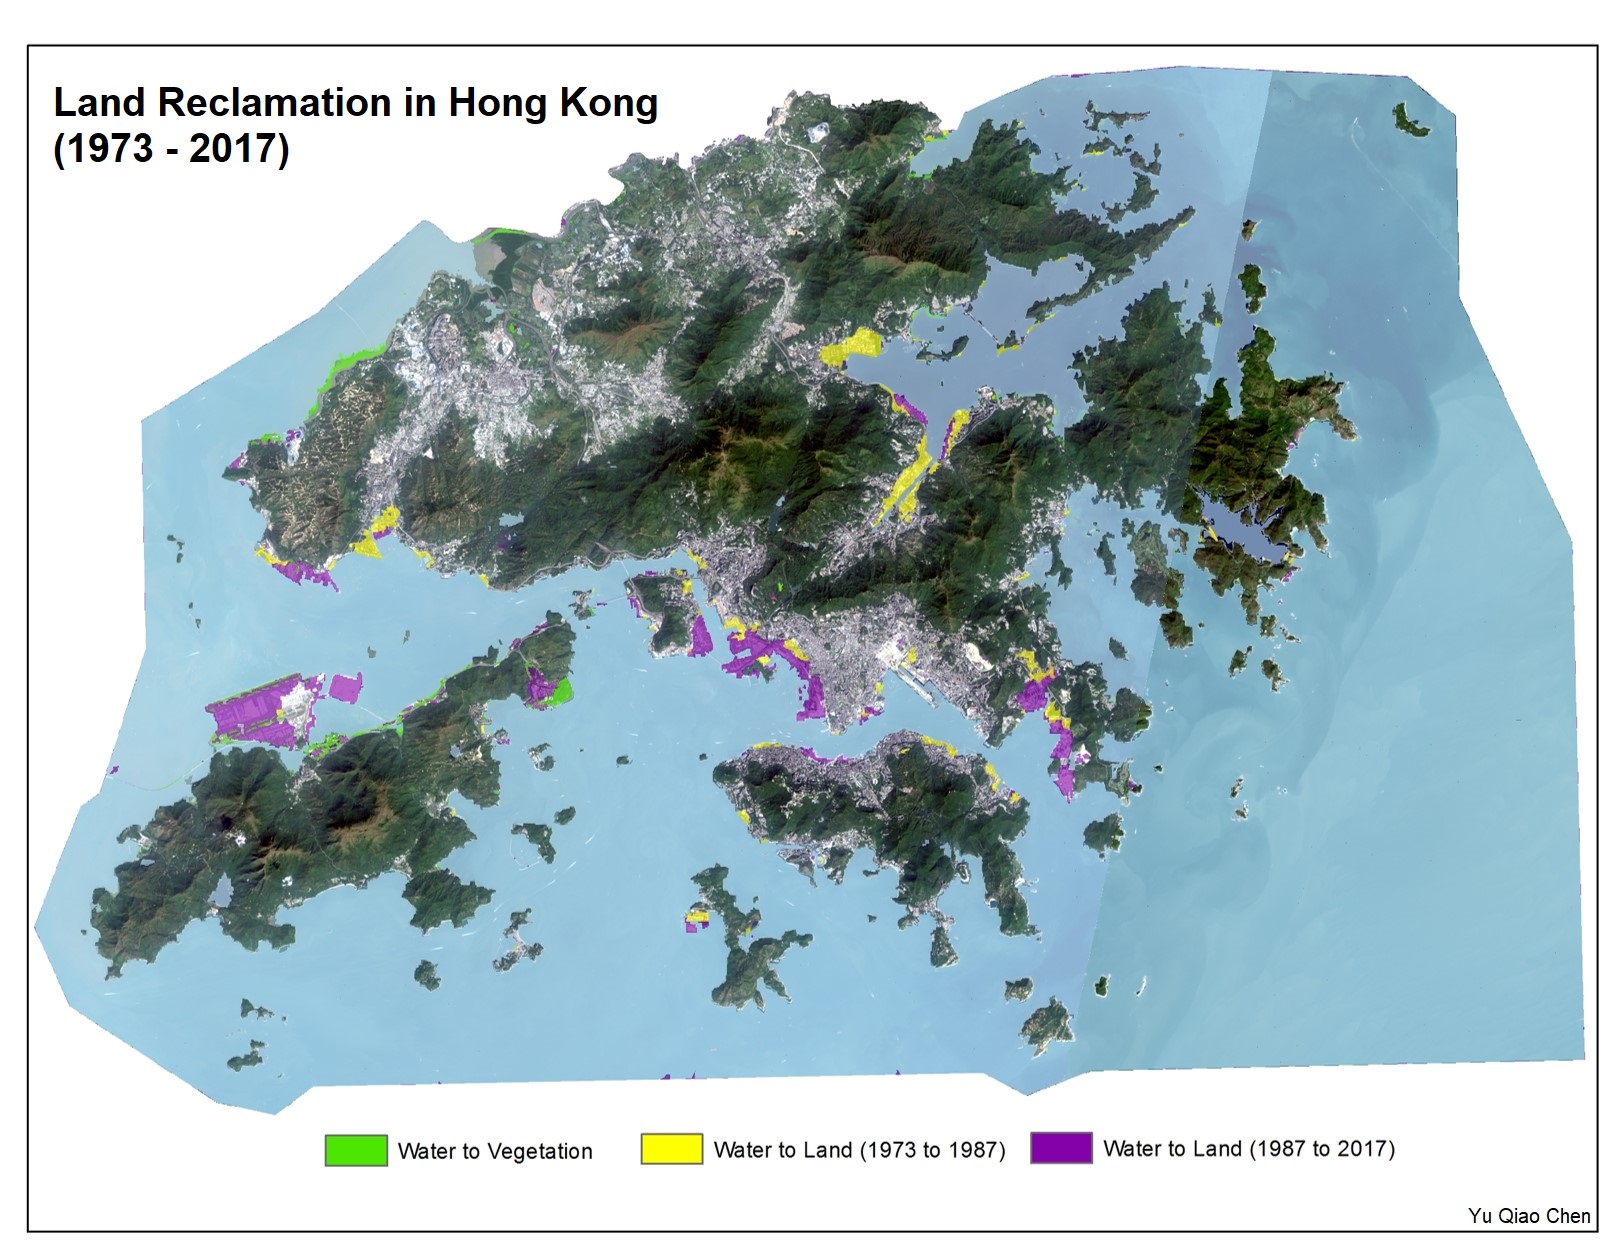 Land Reclamation in Hong Kong
(1973 - 2017)
Water to Vegetation
Water to Land (1973 to 1987)
Water to Land (1987 to 2017)
Yu Qiao Chen